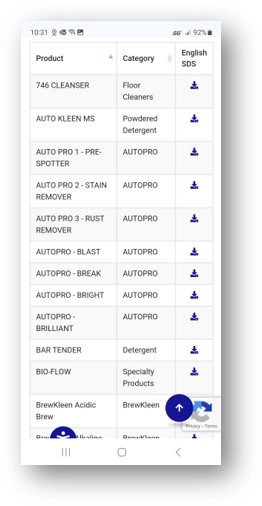 10:31 5G 92%
Product Category English
SDS
746 CLEANSER Floor
Cleaners
AUTO KLEEN MS Powdered
Detergent
AUTO PRO 1 - PRE- AUTOPRO
SPOTTER
AUTO PRO 2 - STAIN AUTOPRO
REMOVER
AUTO PRO 3 - RUST AUTOPRO
REMOVER
AUTOPRO - BLAST AUTOPRO
AUTOPRO - BREAK AUTOPRO
AUTOPRO - BRIGHT AUTOPRO
AUTOPRO - AUTOPRO
BRILLIANT
BAR TENDER Detergent
BIO-FLOW Specialty
Products
BrewKleen Acidic BrewKleen
Brew
Privacy - Terms
BrewKleen